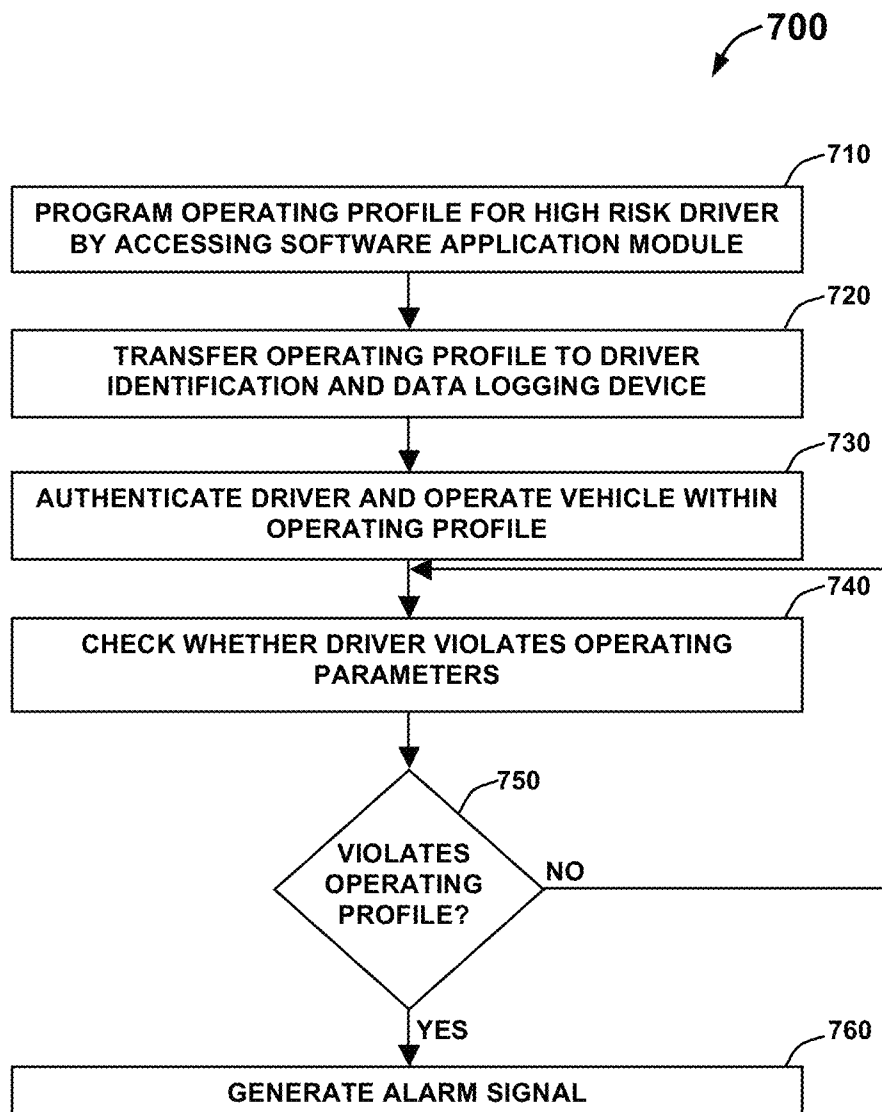 700
710
PROGRAM OPERATING PROFILE FOR HIGH RISK DRIVER
BY ACCESSING SOFTWARE APPLICATION MODULE
720
TRANSFER OPERATING PROFILE TO DRIVER
IDENTIFICATION AND DATA LOGGING DEVICE
730
AUTHENTICATE DRIVER AND OPERATE VEHICLE WITHIN
OPERATING PROFILE
740
CHECK WHETHER DRIVER VIOLATES OPERATING
PARAMETERS
750
VIOLATES
OPERATING
PROFILE?
NO
YES
760
GENERATE ALARM SIGNAL